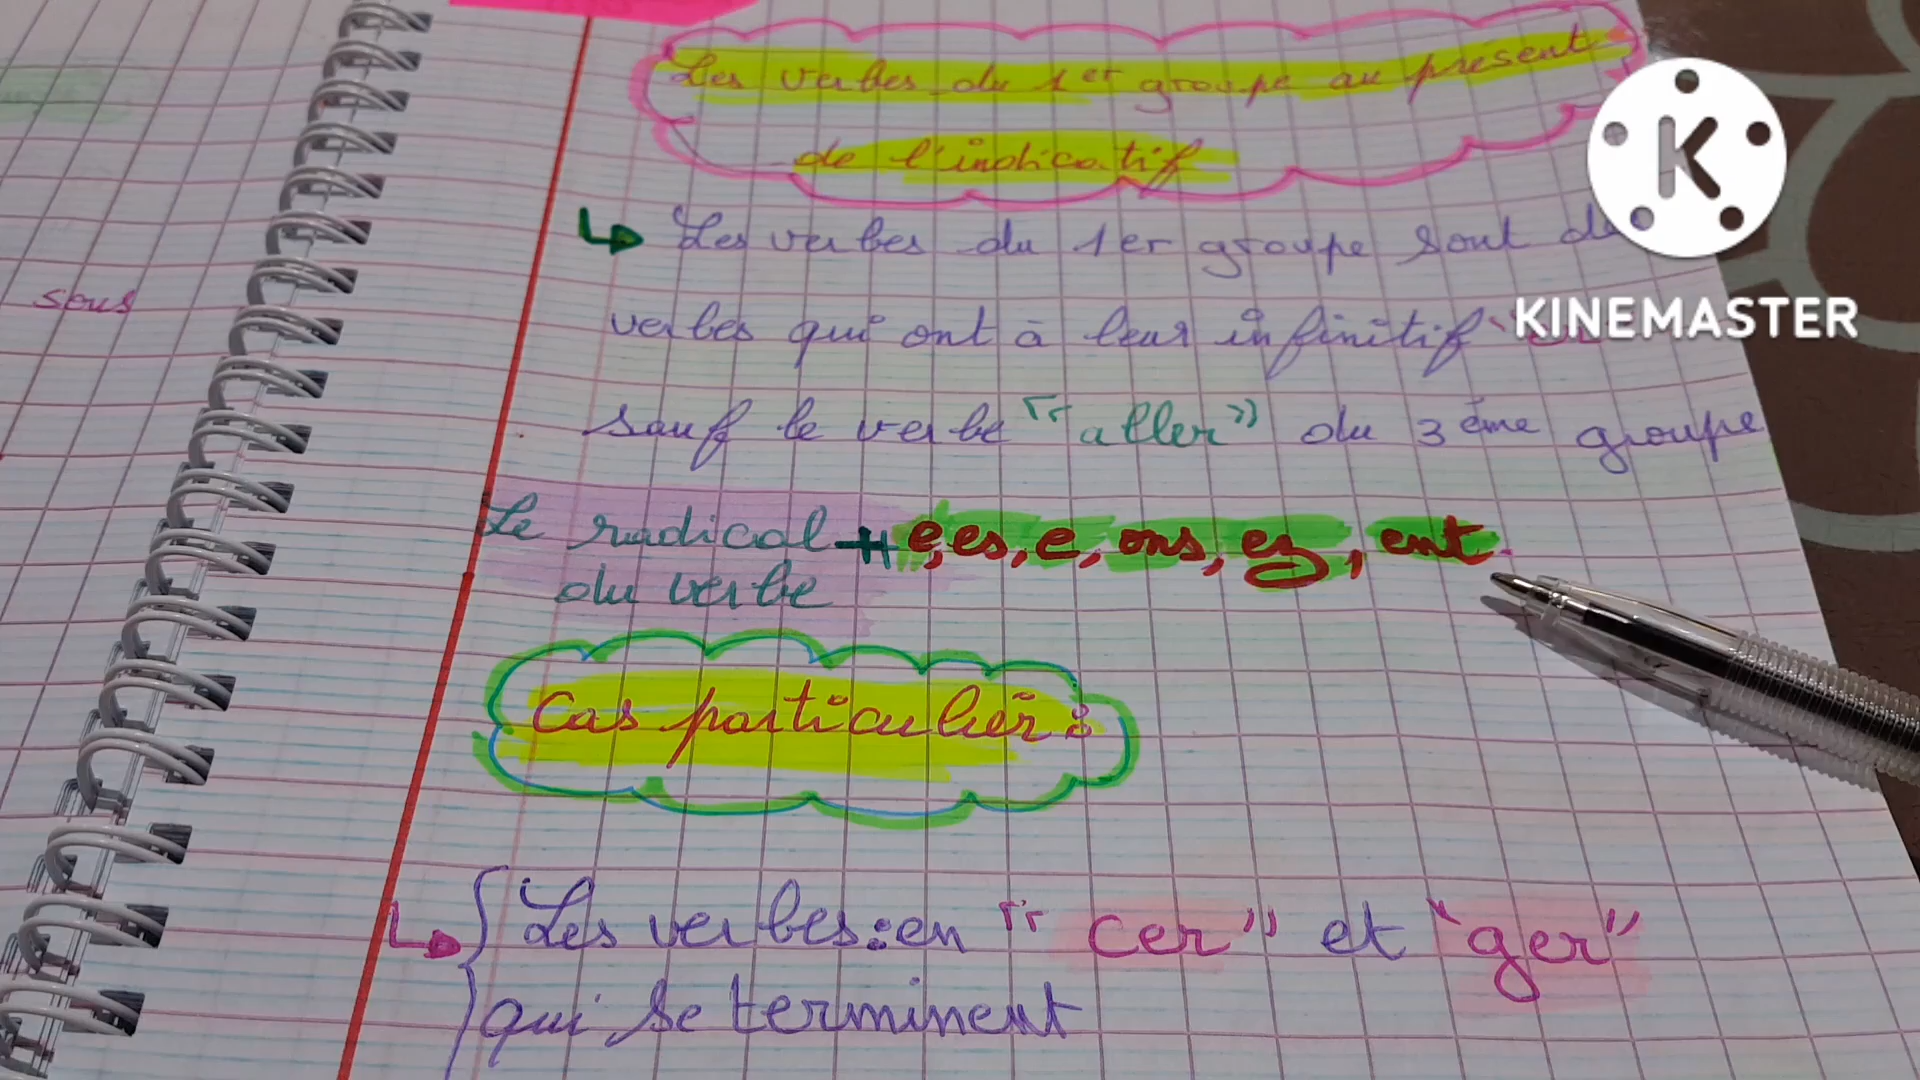 Les verbes du 1er groupe au présent
de l'indicatif
Les verbes du 1er groupe sont
verbes qui ont à leur infinitif
sauf le verbe "aller" du 3ème groupe
Le radical + e, es, e, ons, ez, ent.
du verbe
Cas particulier :
Les verbes : en "cer" et "ger"
qui se terminent
sous
KINEMASTER